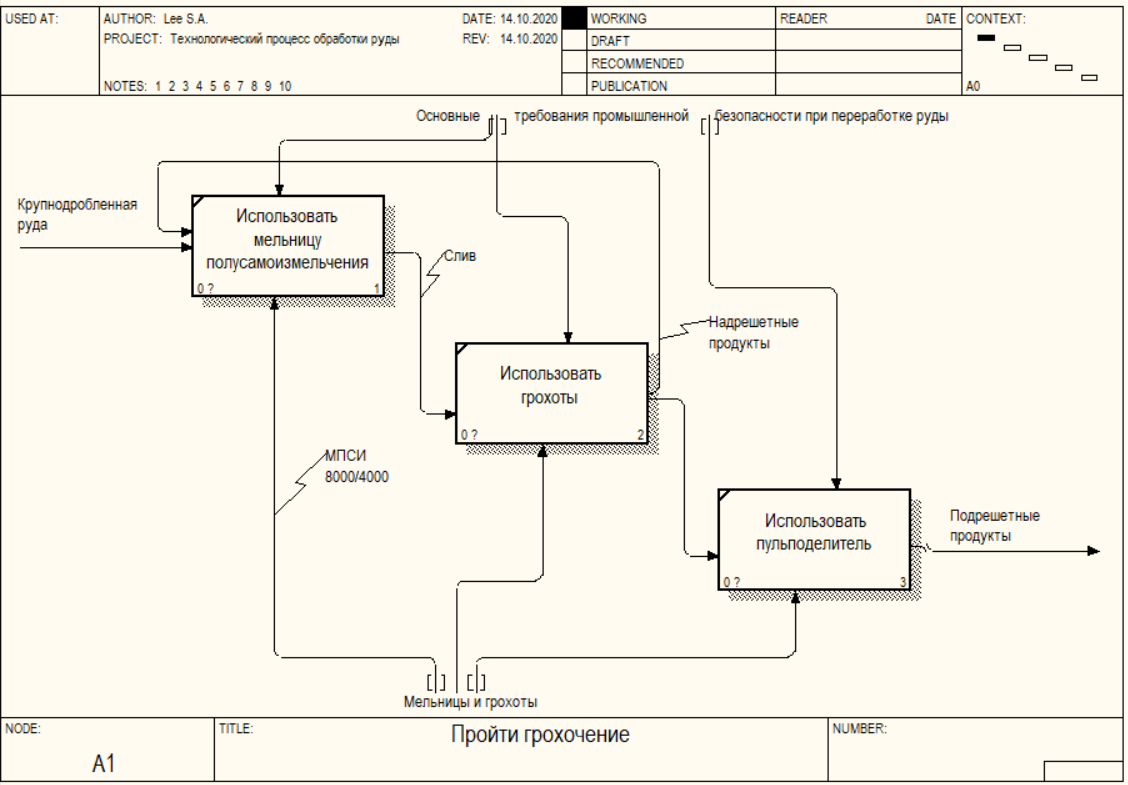 USED AT:
AUTHOR: Lee S.A.
DATE: 14.10.2020
PROJECT: Технологический процесс обработки руды
REV: 14.10.2020
NOTES: 1 2 3 4 5 6 7 8 9 10
WORKING
DRAFT
RECOMMENDED
PUBLICATION
READER
DATE
CONTEXT:
A0
Основные требования промышленной безопасности при переработке руды
Крупнодробленная
руда
Использовать
мельницу
полусамоизмельчения
0 ?
1
Слив
Надрешетные
продукты
Использовать
грохоты
0 ?
2
МПСИ
8000/4000
Использовать
пульподелитель
0 ?
3
Подрешетные
продукты
Мельницы и грохоты
NODE:
A1
TITLE:
Пройти грохочение
NUMBER: